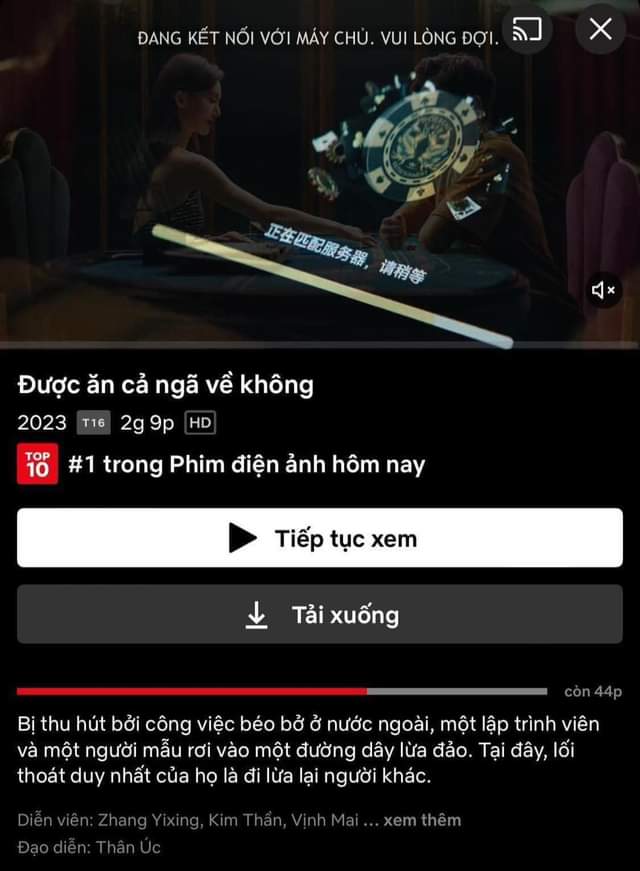 ĐANG KẾT NỐI VỚI MÁY CHỦ. VUI LÒNG ĐỢI.
正在匹配服务器，请稍等
Được ăn cả ngã về không
2023 T16 2g 9p HD
TOP 10 #1 trong Phim điện ảnh hôm nay
Tiếp tục xem
Tải xuống
còn 44p
Bị thu hút bởi công việc béo bở ở nước ngoài, một lập trình viên
và một người mẫu rơi vào một đường dây lừa đảo. Tại đây, lối
thoát duy nhất của họ là đi lừa lại người khác.
Diễn viên: Zhang Yixing, Kim Thần, Vịnh Mai ... xem thêm
Đạo diễn: Thân Úc